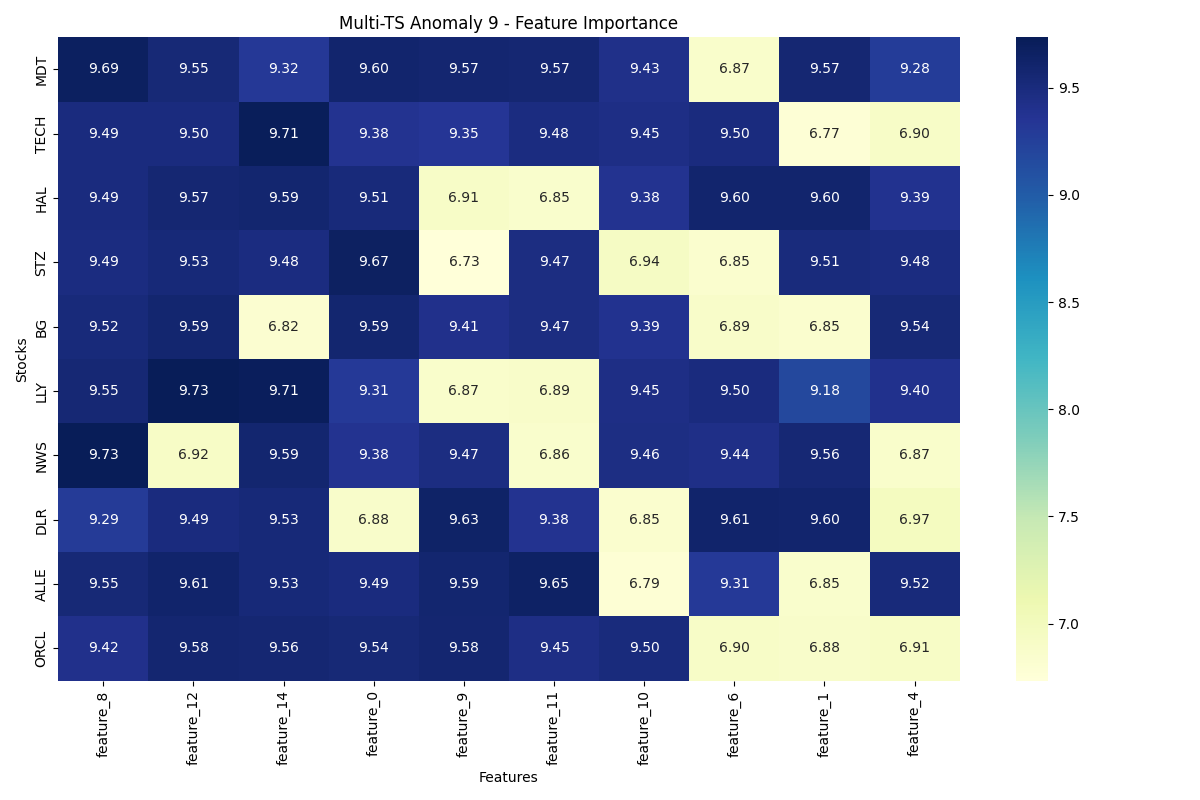 Multi-TS Anomaly 9 - Feature Importance
Stocks
MDT 9.69 9.55 9.32 9.60 9.57 9.57 9.43 6.87 9.57 9.28
TECH 9.49 9.50 9.71 9.38 9.35 9.48 9.45 9.50 6.77 6.90
HAL 9.49 9.57 9.59 9.51 6.91 6.85 9.38 9.60 9.60 9.39
STZ 9.49 9.53 9.48 9.67 6.73 9.47 6.94 6.85 9.51 9.48
BG 9.52 9.59 6.82 9.59 9.41 9.47 9.39 6.89 6.85 9.54
LLY 9.55 9.73 9.71 9.31 6.87 6.89 9.45 9.50 9.18 9.40
NWS 9.73 6.92 9.59 9.38 9.47 6.86 9.46 9.44 9.56 6.87
DLR 9.29 9.49 9.53 6.88 9.63 9.38 6.85 9.61 9.60 6.97
ALLE 9.55 9.61 9.53 9.49 9.59 9.65 6.79 9.31 6.85 9.52
ORCL 9.42 9.58 9.56 9.54 9.58 9.45 9.50 6.90 6.88 6.91
feature_8 feature_12 feature_14 feature_0 feature_9 feature_11 feature_10 feature_6 feature_1 feature_4
Features
9.5
9.0
8.5
8.0
7.5
7.0